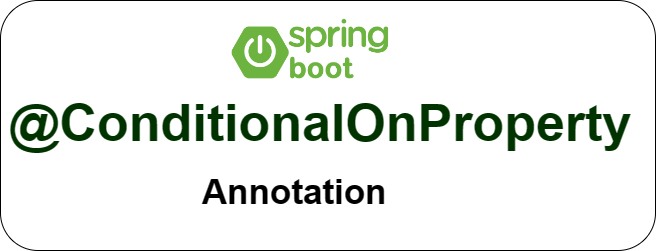 spring
boot
@ConditionalOnProperty
Annotation